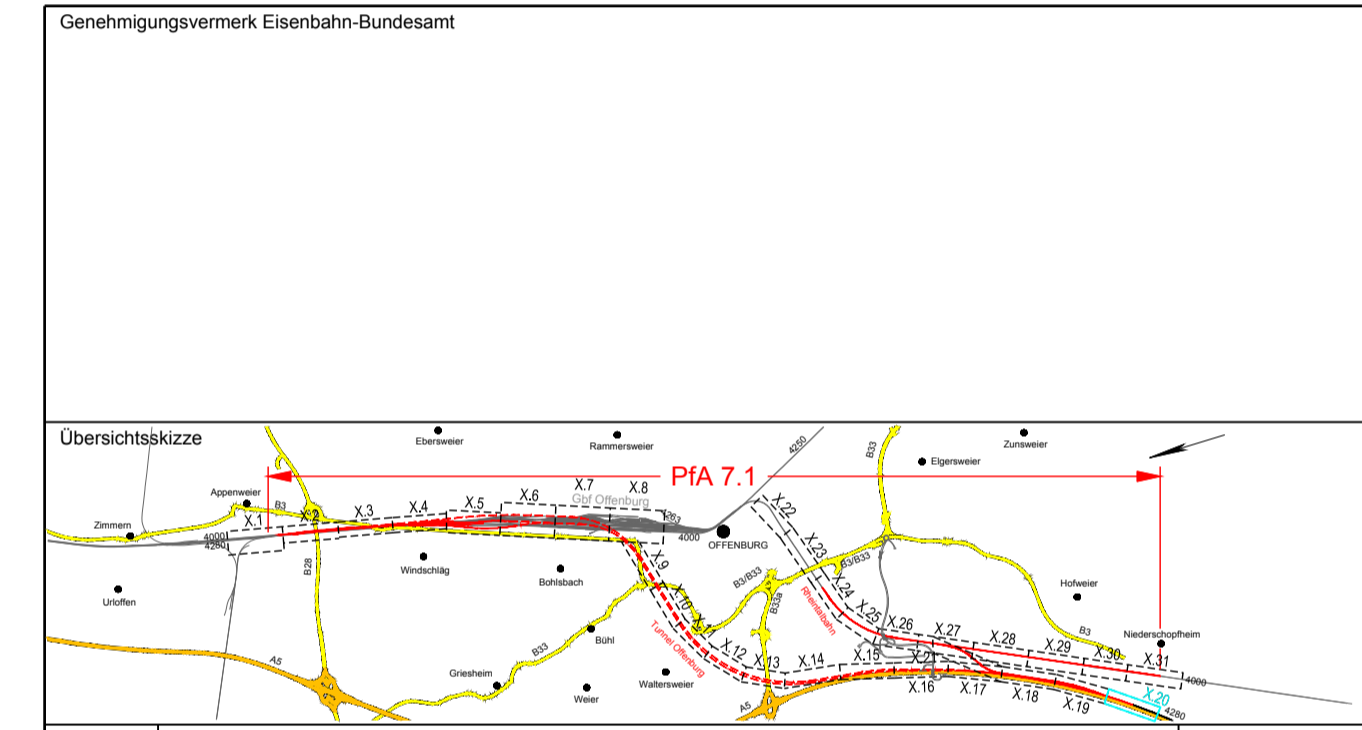 Genehmigungsvermerk Eisenbahn-Bundesamt
Übersichtsskizze
Ebersweier
Rammersweier
4250
B33
Zunsweier
Elgersweier
PfA 7.1
Appenweier
B3
Zimmern
X.1
X.2
X.3
X.4
X.5
X.6
X.7
X.8
Gbf Offenburg
4263
4000
4280
4000
OFFENBURG
X.22
X.23
X.24
X.25
X.26
X.27
X.28
X.29
X.30
X.31
B28
Windschläg
Bohlsbach
Urloffen
X.9
X.10
X.11
X.12
X.13
X.14
X.15
X.21
X.16
X.17
X.18
X.19
X.20
B3/B33
B3/B33
B33a
Rheintalbahn
Tunnel Offenburg
Hofweier
B3
Niederschopfheim
4000
4280
A5
Griesheim
B33
Bühl
Weier
Waltersweier
A5